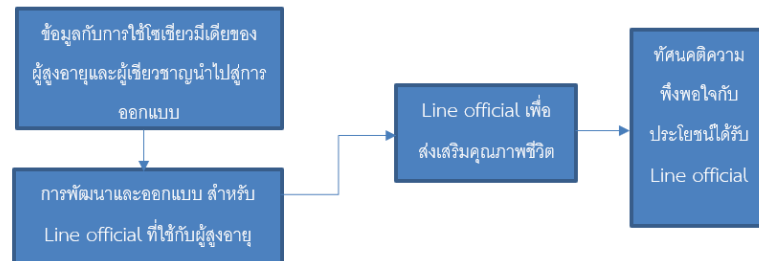 ข้อมูลกับการใช้โซเชียวมีเดียของ
ผู้สูงอายุและผู้เชียวชาญนำไปสู่การ
ออกแบบ
การพัฒนาและออกแบบ สำหรับ
Line official ที่ใช้กับผู้สูงอายุ
Line official เพื่อ
ส่งเสริมคุณภาพชีวิต
ทัศนคติความ
พึงพอใจกับ
ประโยชน์ได้รับ
Line official